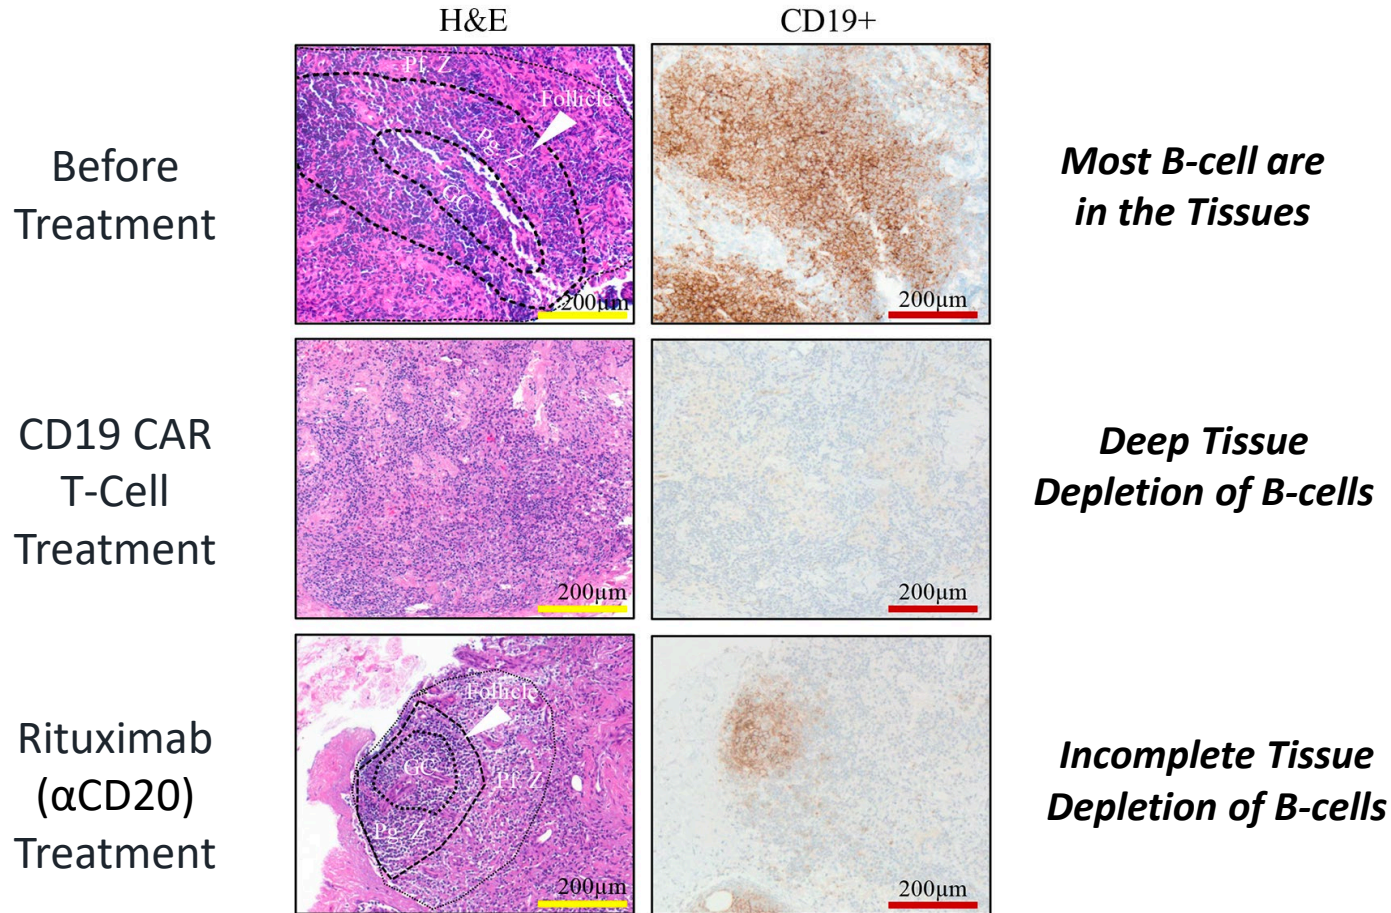 H&E
CD19+
Before
Treatment
Pf. Z
Follicle
Pg. Z
GC
200μm
200μm
Most B-cell are
in the Tissues
CD19 CAR
T-Cell
Treatment
200μm
200μm
Deep Tissue
Depletion of B-cells
Rituximab
(αCD20)
Treatment
Follicle
GC
Pf. Z
Pg. Z
200μm
200μm
Incomplete Tissue
Depletion of B-cells